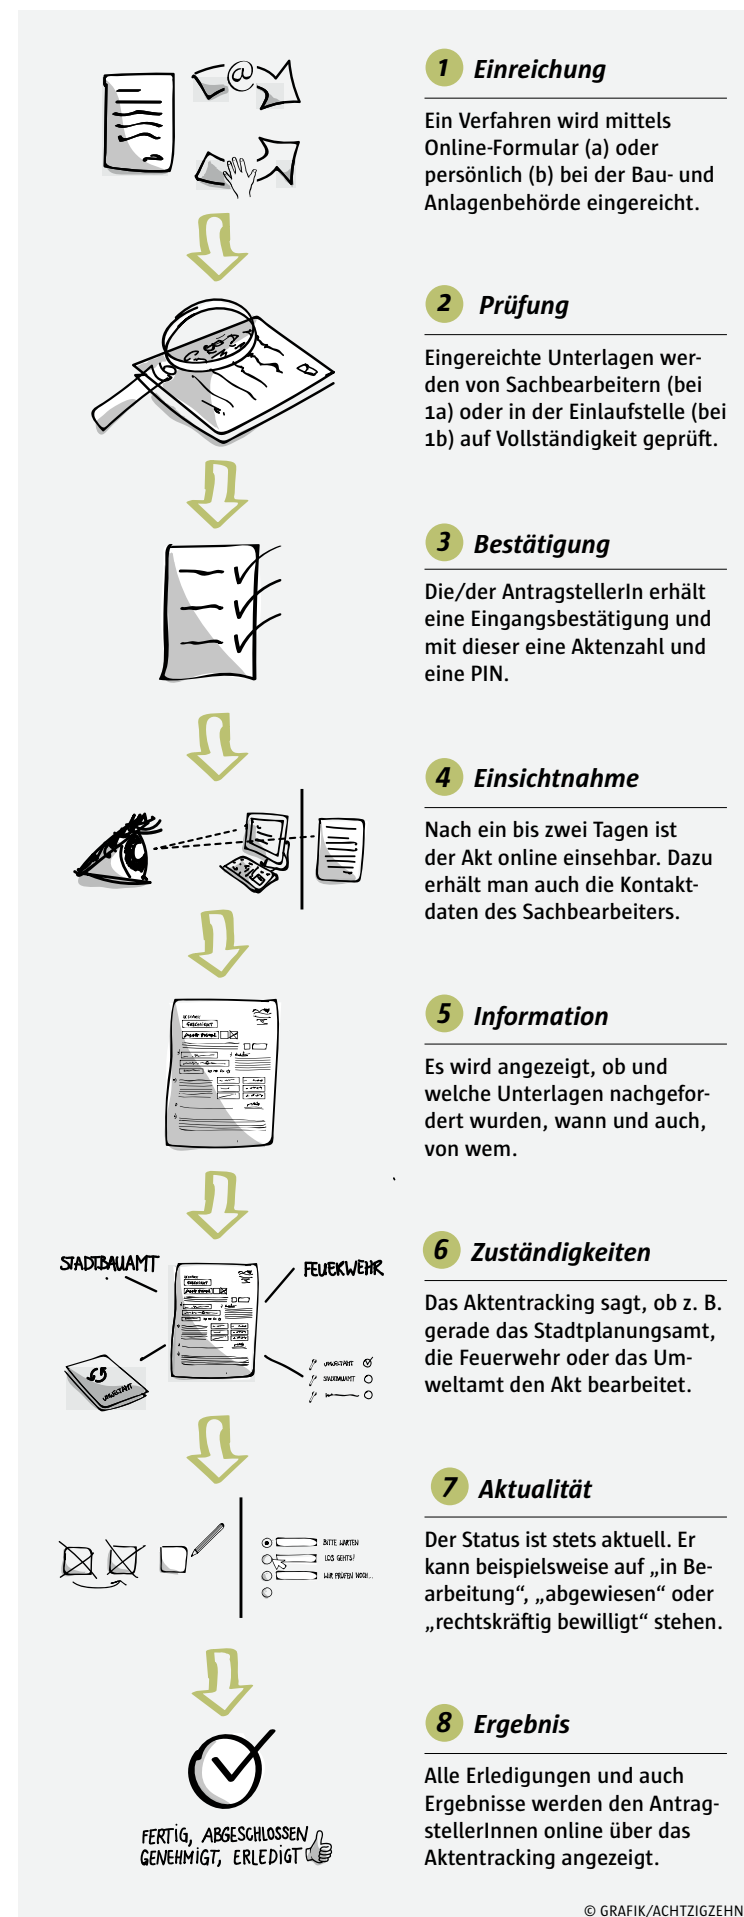 @
1 Einreichung
Ein Verfahren wird mittels
Online-Formular (a) oder
persönlich (b) bei der Bau- und
Anlagenbehörde eingereicht.
2 Prüfung
Eingereichte Unterlagen wer-
den von Sachbearbeitern (bei
1a) oder in der Einlaufstelle (bei
1b) auf Vollständigkeit geprüft.
3 Bestätigung
Die/der AntragstellerIn erhält
eine Eingangsbestätigung und
mit dieser eine Aktenzahl und
eine PIN.
4 Einsichtnahme
Nach ein bis zwei Tagen ist
der Akt online einsehbar. Dazu
erhält man auch die Kontakt-
daten des Sachbearbeiters.
5 Information
Es wird angezeigt, ob und
welche Unterlagen nachgefor-
dert wurden, wann und auch,
von wem.
STADTBAUAMT
FEUERWEHR
UMWELTAMT
UMWELTAMT
STADTBAUAMT
6 Zuständigkeiten
Das Aktentracking sagt, ob z. B.
gerade das Stadtplanungsamt,
die Feuerwehr oder das Um-
weltamt den Akt bearbeitet.
BITTE WARTEN
LOS GEHTS!
WIR PRÜFEN NOCH...
7 Aktualität
Der Status ist stets aktuell. Er
kann beispielsweise auf „in Be-
arbeitung“, „abgewiesen“ oder
„rechtskräftig bewilligt“ stehen.
FERTIG, ABGESCHLOSSEN
GENEHMIGT, ERLEDIGT
8 Ergebnis
Alle Erledigungen und auch
Ergebnisse werden den Antrag-
stellerInnen online über das
Aktentracking angezeigt.
© GRAFIK/ACHTZIGZEHN